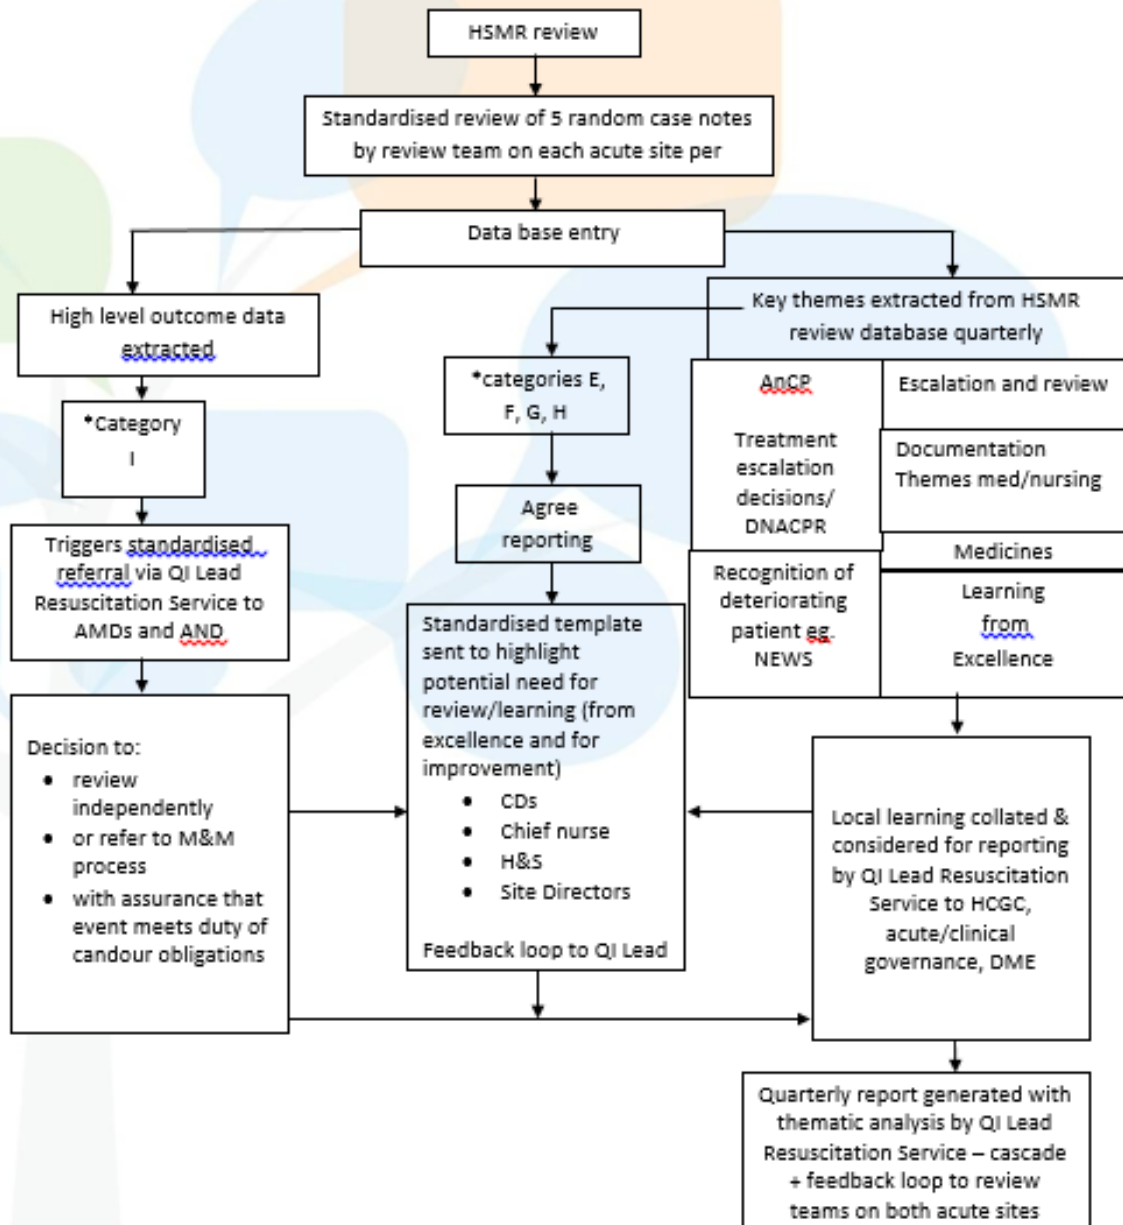 HSMR review
Standardised review of 5 random case notes
by review team on each acute site per
Data base entry
High level outcome data
extracted
*Category
I
Triggers standardised
referral via QI Lead
Resuscitation Service to
AMDs and AND
Decision to:
• review
independently
• or refer to M&M
process
• with assurance that
event meets duty of
candour obligations
*categories E,
F, G, H
Agree
reporting
Standardised template
sent to highlight
potential need for
review/learning (from
excellence and for
improvement)
• CDs
• Chief nurse
• H&S
• Site Directors
Feedback loop to QI Lead
Key themes extracted from HSMR
review database quarterly
AnCP
Treatment
escalation
decisions/
DNACPR
Recognition of
deteriorating
patient eg.
NEWS
Escalation and review
Documentation
Themes med/nursing
Medicines
Learning
from
Excellence
Local learning collated &
considered for reporting
by QI Lead Resuscitation
Service to HCGC,
acute/clinical
governance, DME
Quarterly report generated with
thematic analysis by QI Lead
Resuscitation Service – cascade
+ feedback loop to review
teams on both acute sites